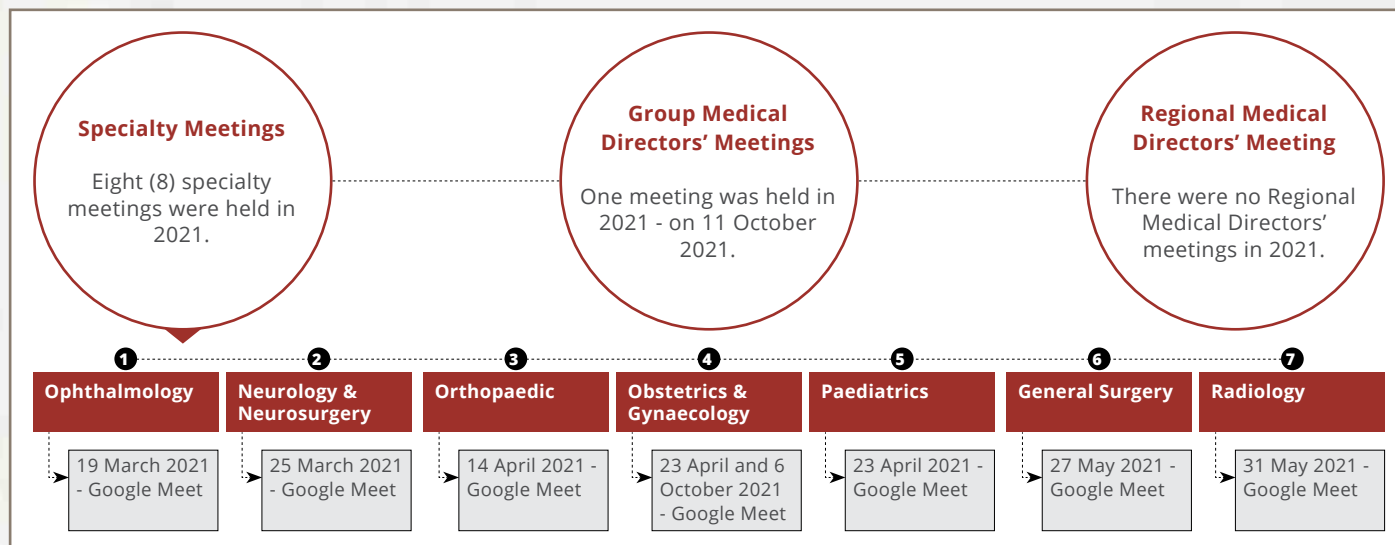 Specialty Meetings
Eight (8) specialty
meetings were held in
2021.
Group Medical
Directors’ Meetings
One meeting was held in
2021 - on 11 October
2021.
Regional Medical
Directors’ Meeting
There were no Regional
Medical Directors’
meetings in 2021.
1
Ophthalmology
19 March 2021
- Google Meet
2
Neurology &
Neurosurgery
25 March 2021
- Google Meet
3
Orthopaedic
14 April 2021 -
Google Meet
4
Obstetrics &
Gynaecology
23 April and 6
October 2021
- Google Meet
5
Paediatrics
23 April 2021 -
Google Meet
6
General Surgery
27 May 2021 -
Google Meet
7
Radiology
31 May 2021 -
Google Meet